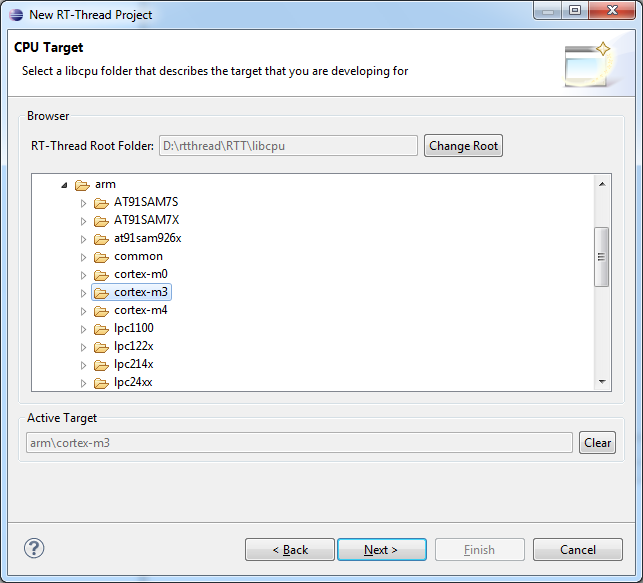 New RT-Thread Project
CPU Target
Select a libcpu folder that describes the target that you are developing for
Browser
RT-Thread Root Folder: D:\rtthread\RTT\libcpu Change Root
arm
AT91SAM7S
AT91SAM7X
at91sam926x
common
cortex-m0
cortex-m3
cortex-m4
lpc1100
lpc122x
lpc214x
lpc24xx
Active Target
arm\cortex-m3 Clear
? < Back Next > Finish Cancel